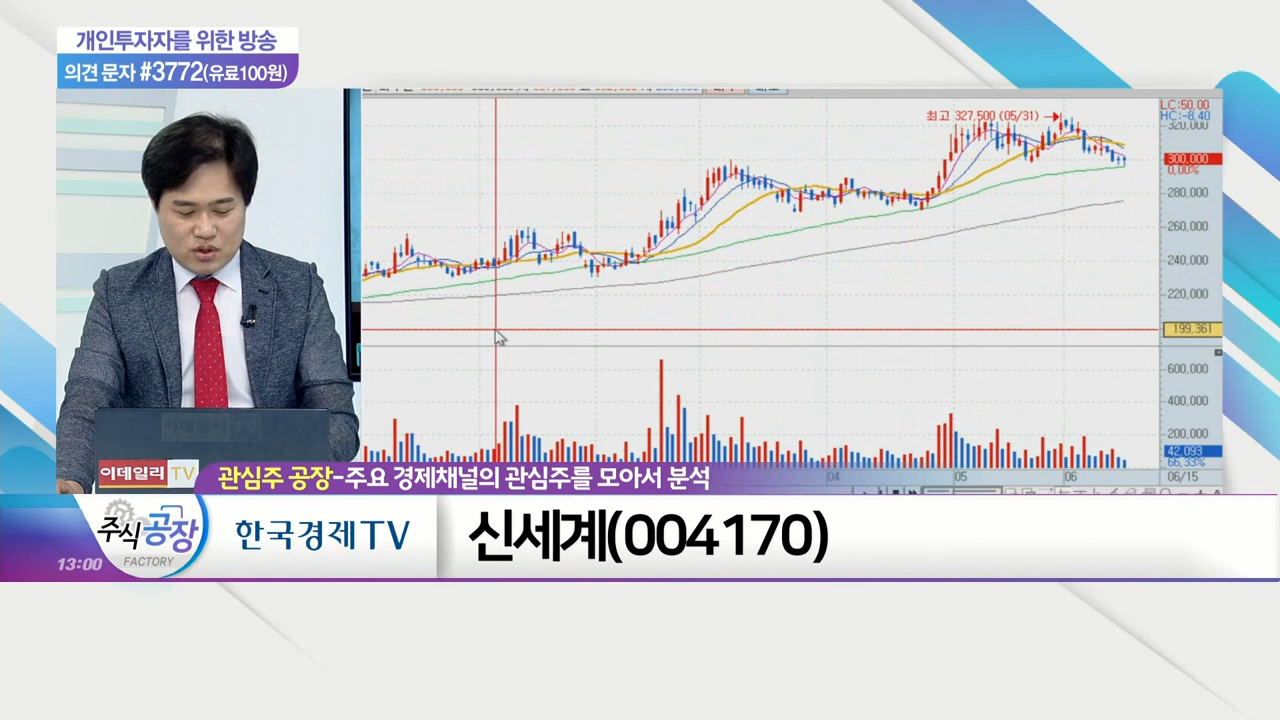 개인투자자를 위한 방송
의견 문자 #3772(유료100원)
최고 327,500 (05/31)
LC:50,00
HC:-8,40
320,000
300,000
0,00%
280,000
260,000
240,000
220,000
199,361
600,000
400,000
200,000
42,093
66,33%
04
05
06
06/15
이데일리 TV
관심주 공장-주요 경제채널의 관심주를 모아서 분석
주식공장
FACTORY
13:00
한국경제TV
신세계(004170)